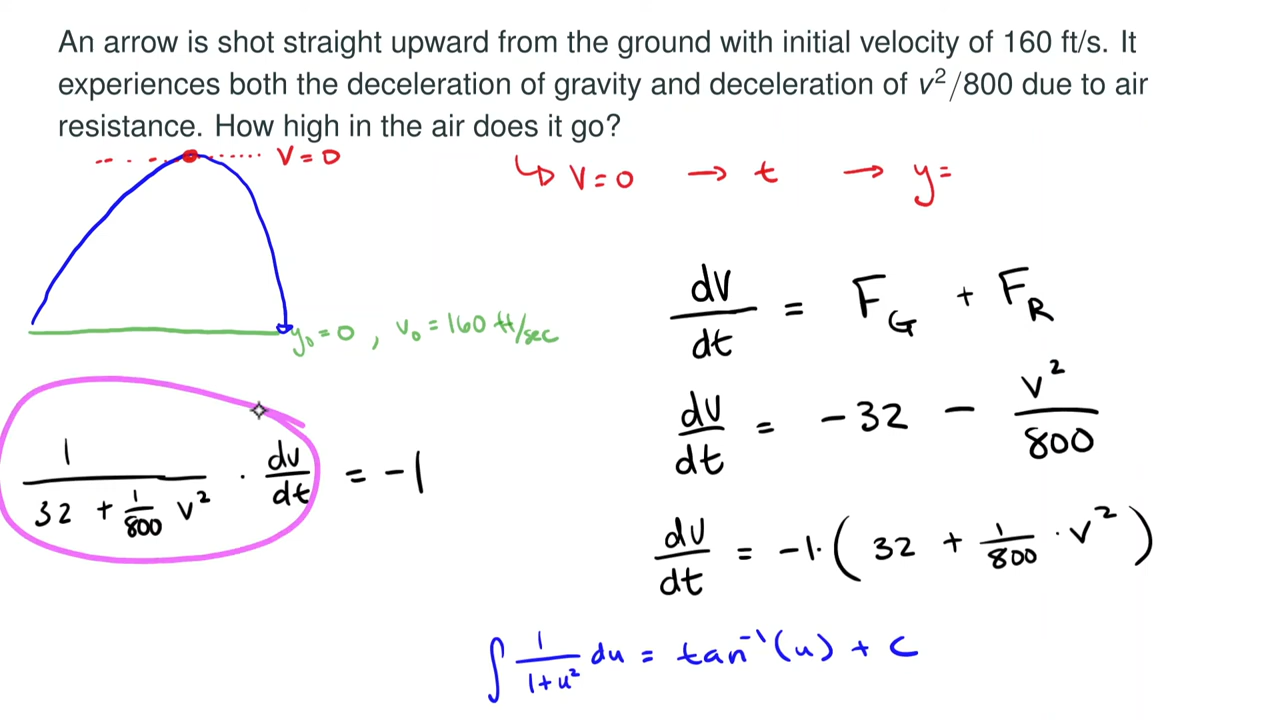 An arrow is shot straight upward from the ground with initial velocity of 160 ft/s. It
experiences both the deceleration of gravity and deceleration of v²/800 due to air
resistance. How high in the air does it go?
v = 0
↳ v = 0 → t → y =
dv/dt = F_G + F_R
y₀ = 0 , v₀ = 160 ft/sec
dv/dt = -32 - v²/800
1/(32 + 1/800 v²) · dv/dt = -1
dv/dt = -1· (32 + 1/800 · v²)
∫ 1/(1+u²) du = tan⁻¹(u) + c